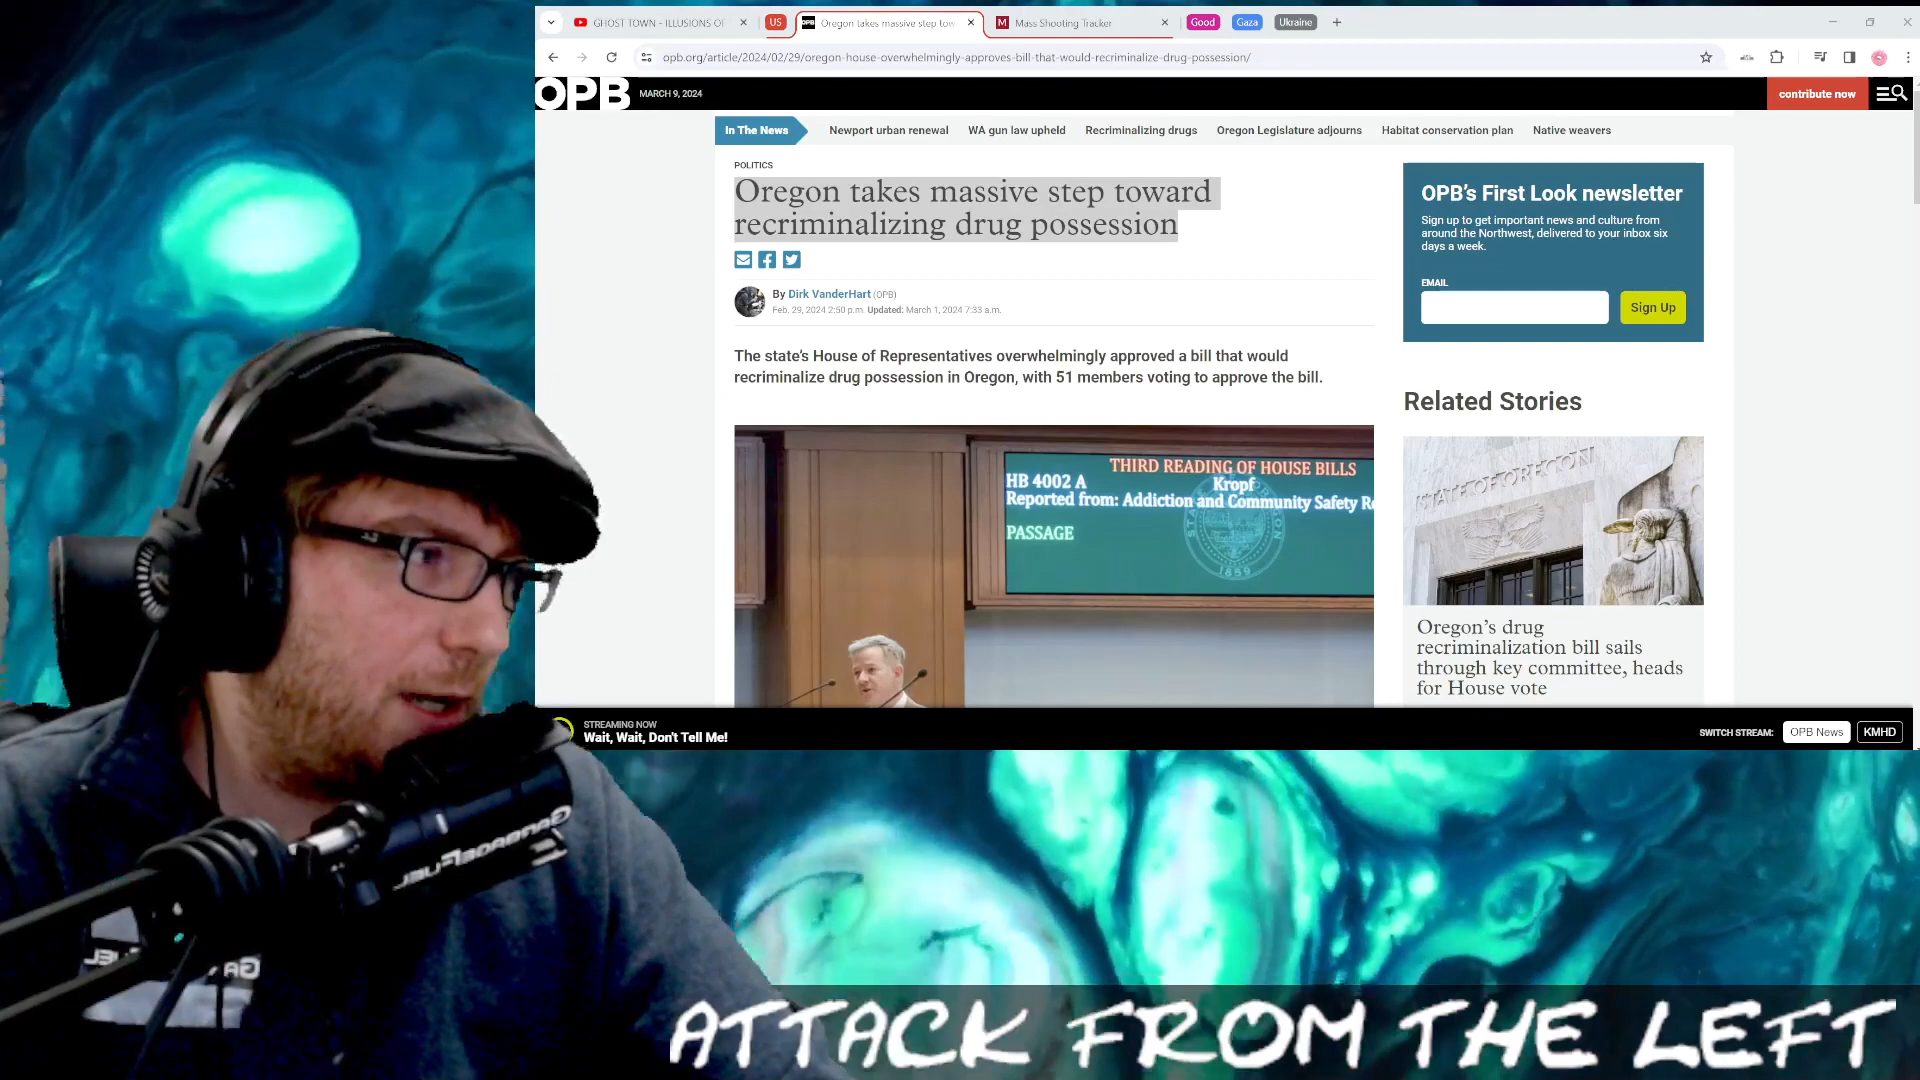 GHOST TOWN - ILLUSIONS OF
US
Oregon takes massive step tow
Mass Shooting Tracker
Good
Gaza
Ukraine
opb.org/article/2024/02/29/oregon-house-overwhelmingly-approves-bill-that-would-recriminalize-drug-possession/
OPB
MARCH 9, 2024
contribute now
In The News
Newport urban renewal
WA gun law upheld
Recriminalizing drugs
Oregon Legislature adjourns
Habitat conservation plan
Native weavers
POLITICS
Oregon takes massive step toward
recriminalizing drug possession
By Dirk VanderHart (OPB)
Feb. 29, 2024 2:50 p.m. Updated: March 1, 2024 7:33 a.m.
The state's House of Representatives overwhelmingly approved a bill that would
recriminalize drug possession in Oregon, with 51 members voting to approve the bill.
THIRD READING OF HOUSE BILLS
HB 4002 A
Kropf
Reported from: Addiction and Community Safety Re
PASSAGE
1859
OPB's First Look newsletter
Sign up to get important news and culture from
around the Northwest, delivered to your inbox six
days a week.
EMAIL
Sign Up
Related Stories
STATE OF OREGON
Oregon's drug
recriminalization bill sails
through key committee, heads
for House vote
STREAMING NOW
Wait, Wait, Don't Tell Me!
SWITCH STREAM:
OPB News
KMHD
ATTACK FROM THE LEFT